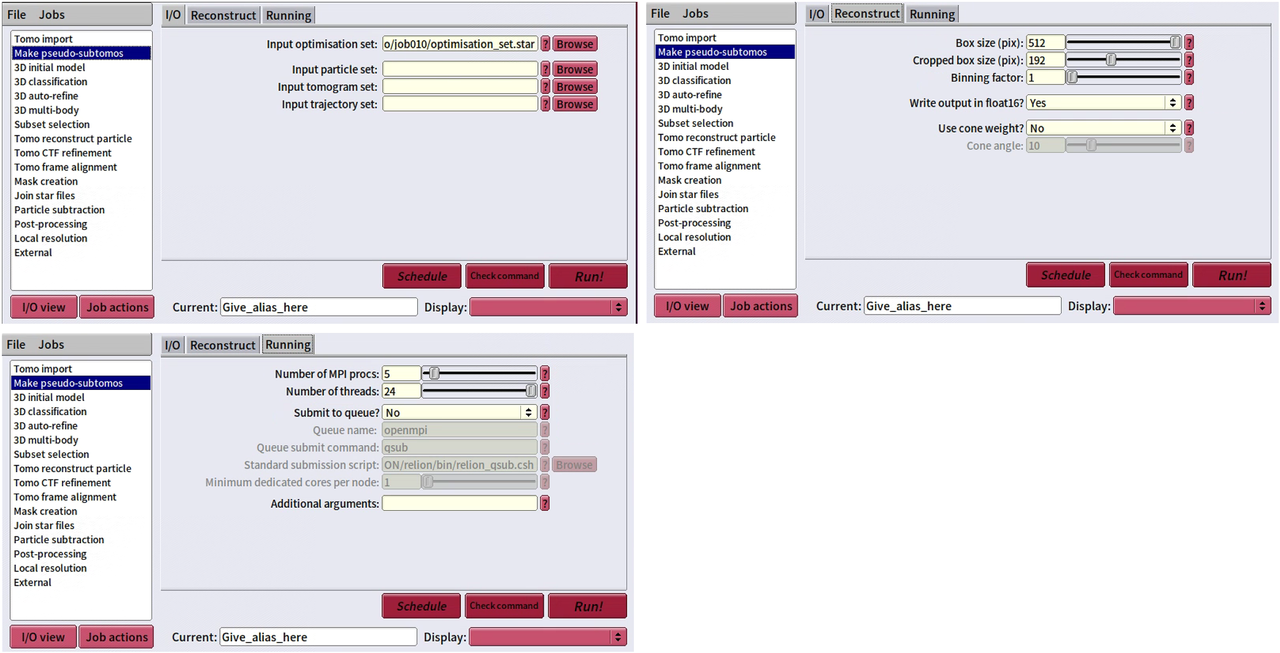 File Jobs
I/O Reconstruct Running
Tomo import
Make pseudo-subtomos
3D initial model
3D classification
3D auto-refine
3D multi-body
Subset selection
Tomo reconstruct particle
Tomo CTF refinement
Tomo frame alignment
Mask creation
Join star files
Particle subtraction
Post-processing
Local resolution
External
Input optimisation set: o/job010/optimisation_set.star ? Browse
Input particle set: ? Browse
Input tomogram set: ? Browse
Input trajectory set: ? Browse
Schedule Check command Run!
I/O view Job actions Current: Give_alias_here Display:
File Jobs
I/O Reconstruct Running
Tomo import
Make pseudo-subtomos
3D initial model
3D classification
3D auto-refine
3D multi-body
Subset selection
Tomo reconstruct particle
Tomo CTF refinement
Tomo frame alignment
Mask creation
Join star files
Particle subtraction
Post-processing
Local resolution
External
Box size (pix): 512 ?
Cropped box size (pix): 192 ?
Binning factor: 1 ?
Write output in float16? Yes ?
Use cone weight? No ?
Cone angle: 10 ?
Schedule Check command Run!
I/O view Job actions Current: Give_alias_here Display:
File Jobs
I/O Reconstruct Running
Tomo import
Make pseudo-subtomos
3D initial model
3D classification
3D auto-refine
3D multi-body
Subset selection
Tomo reconstruct particle
Tomo CTF refinement
Tomo frame alignment
Mask creation
Join star files
Particle subtraction
Post-processing
Local resolution
External
Number of MPI procs: 5 ?
Number of threads: 24 ?
Submit to queue? No ?
Queue name: openmpi ?
Queue submit command: qsub ?
Standard submission script: ON/relion/bin/relion_qsub.csh ? Browse
Minimum dedicated cores per node: 1 ?
Additional arguments: ?
Schedule Check command Run!
I/O view Job actions Current: Give_alias_here Display: